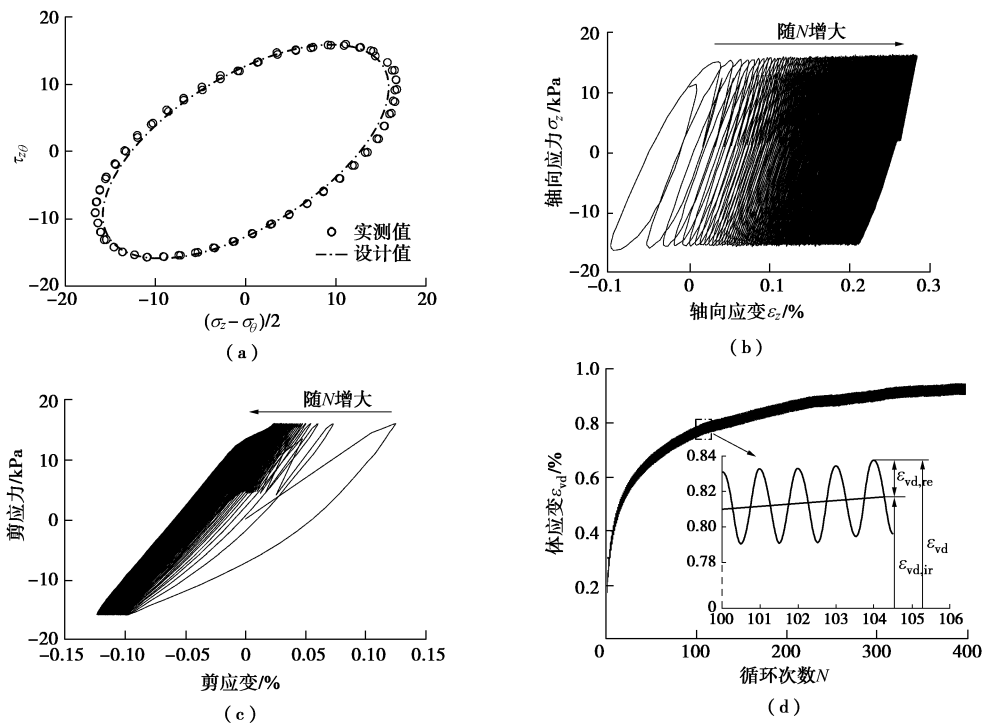 20
10
0
−10
−20
τzθ
实测值
设计值
−20
−10
0
10
20
(σz−σθ)/2
(a)
随N增大
20
10
0
−10
−20
轴向应力σz/kPa
−0.1
0
0.1
0.2
0.3
轴向应变εz/%
(b)
随N增大
20
10
0
−10
−20
剪应力/kPa
−0.15
−0.10
−0.05
0
0.05
0.10
0.15
剪应变/%
(c)
1.0
0.8
0.6
0.4
0.2
0
体应变εvd/%
0.84
0.82
0.80
0.78
0
εvd,re
εvd
εvd,ir
100
101
102
103
104
105
106
100
200
300
400
循环次数N
(d)